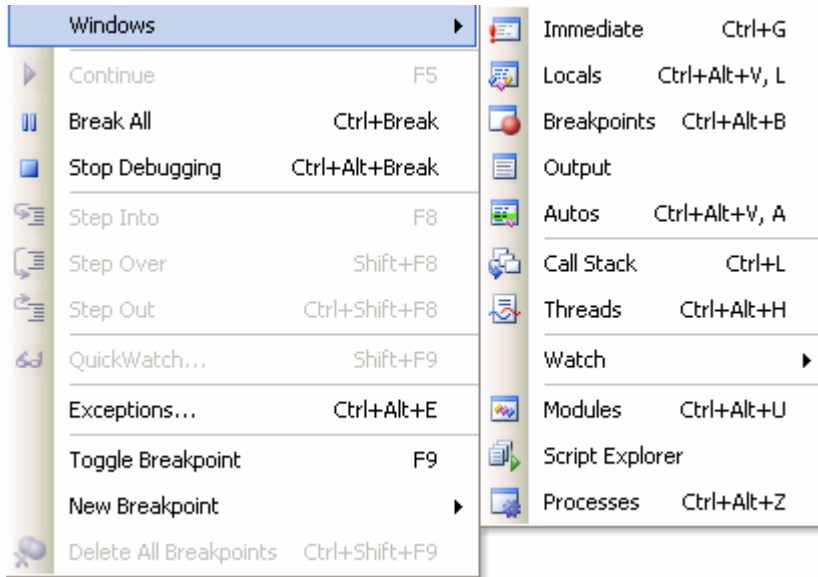 Windows
Continue F5
Break All Ctrl+Break
Stop Debugging Ctrl+Alt+Break
Step Into F8
Step Over Shift+F8
Step Out Ctrl+Shift+F8
QuickWatch... Shift+F9
Exceptions... Ctrl+Alt+E
Toggle Breakpoint F9
New Breakpoint
Delete All Breakpoints Ctrl+Shift+F9
Immediate Ctrl+G
Locals Ctrl+Alt+V, L
Breakpoints Ctrl+Alt+B
Output
Autos Ctrl+Alt+V, A
Call Stack Ctrl+L
Threads Ctrl+Alt+H
Watch
Modules Ctrl+Alt+U
Script Explorer
Processes Ctrl+Alt+Z